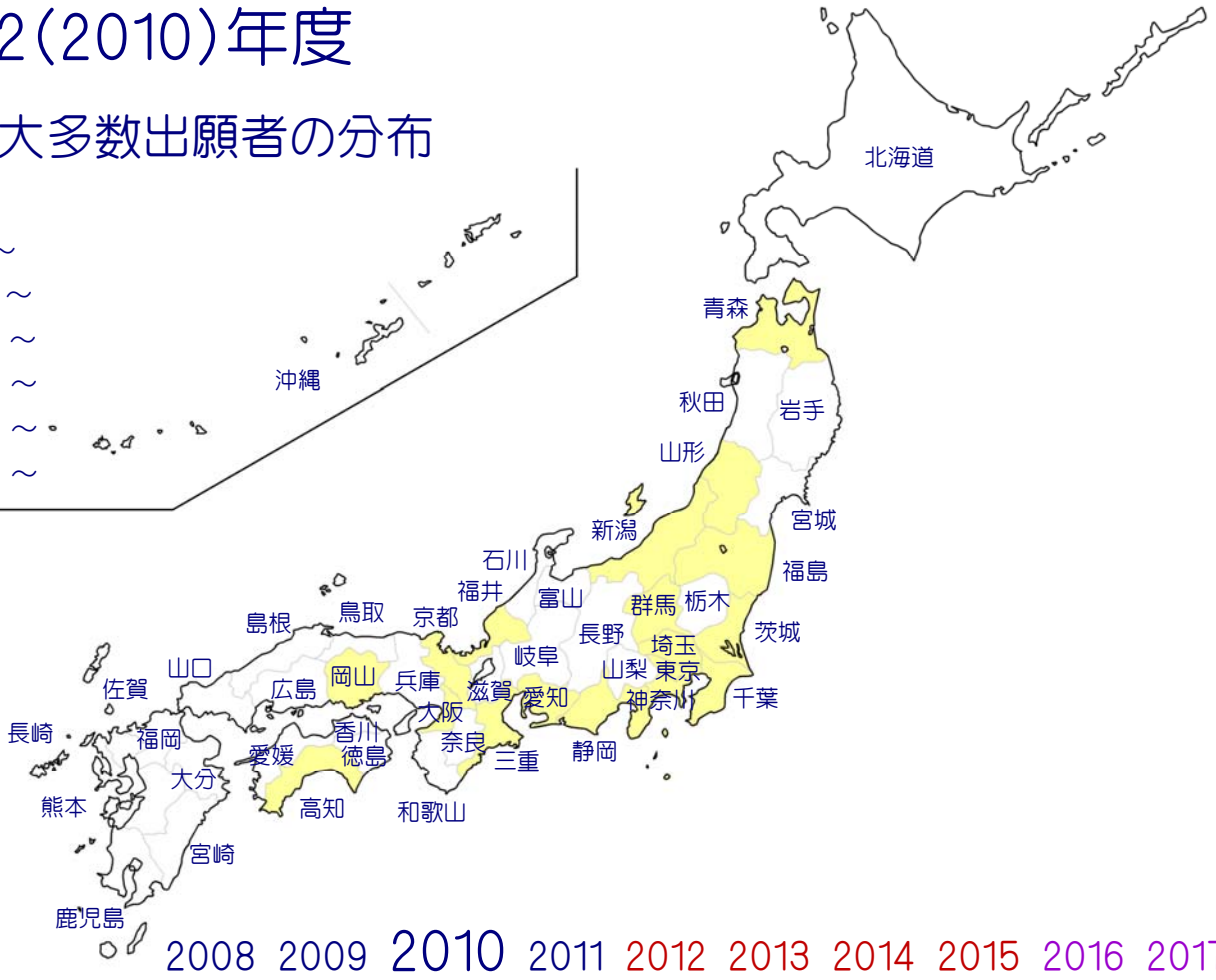 2(2010)年度
大多数出願者の分布
～
～
～
～
～
～
北海道
沖縄
青森
秋田
岩手
山形
宮城
新潟
石川
福島
福井
富山
群馬
栃木
鳥取
京都
島根
長野
茨城
埼玉
岐阜
山口
岡山
兵庫
山梨
東京
佐賀
広島
滋賀
愛知
神奈川
千葉
大阪
長崎
福岡
香川
奈良
静岡
愛媛
徳島
三重
大分
熊本
高知
和歌山
宮崎
鹿児島
2008 2009 2010 2011 2012 2013 2014 2015 2016 201